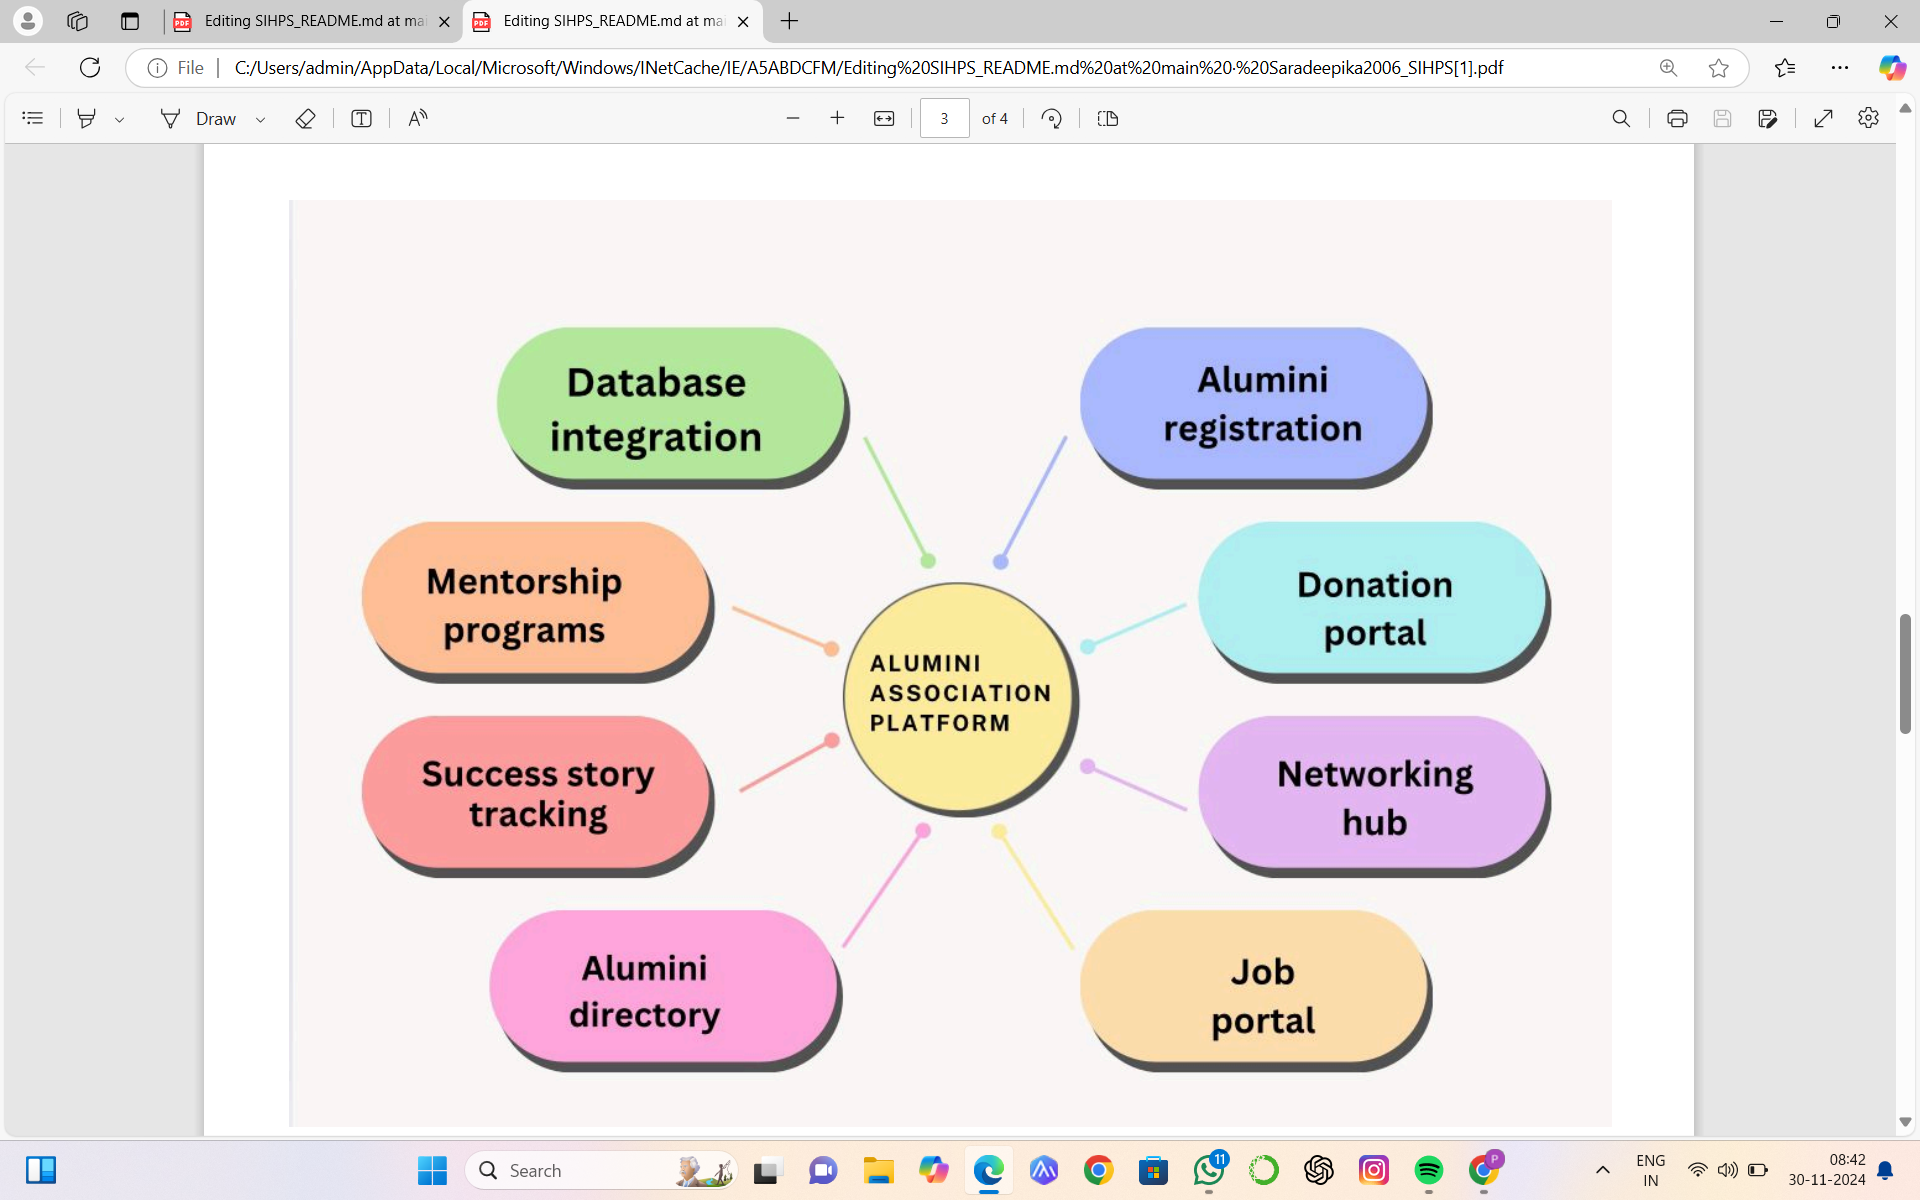 Editing SIHPS_README.md at mai
Editing SIHPS_README.md at mai
File
C:/Users/admin/AppData/Local/Microsoft/Windows/INetCache/IE/A5ABDCFM/Editing%20SIHPS_README.md%20at%20main%20·%20Saradeepika2006_SIHPS[1].pdf
Draw
3 of 4
Database
integration
Alumini
registration
Mentorship
programs
Donation
portal
ALUMINI
ASSOCIATION
PLATFORM
Success story
tracking
Networking
hub
Alumini
directory
Job
portal
Search
11
P
ENG
IN
08:42
30-11-2024